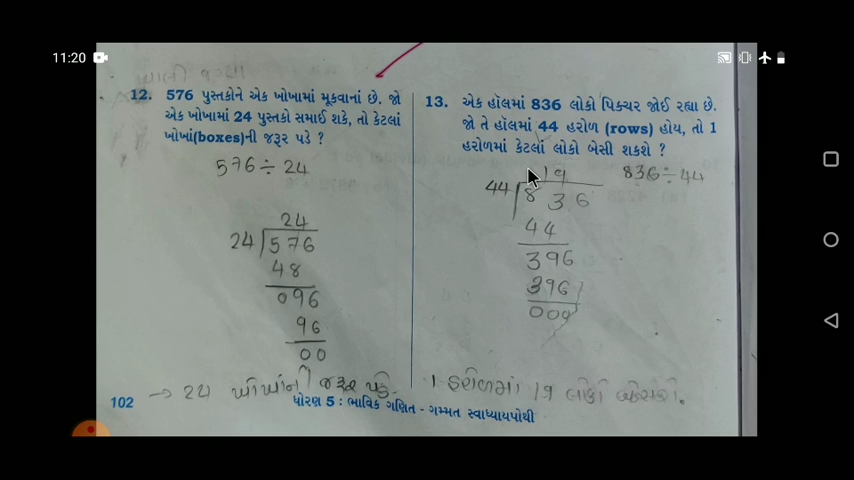 11:20
ખાલી જગ્યા
12. 576 પુસ્તકોને એક ખોખામાં મૂકવાનાં છે. જો
એક ખોખામાં 24 પુસ્તકો સમાઈ શકે, તો કેટલાં
ખોખાં(boxes)ની જરૂર પડે ?
576 ÷ 24
24
24 576
48
096
96
00
→ 24 ખોખાંની જરૂર પડે.
13. એક હૉલમાં 836 લોકો પિક્ચર જોઈ રહ્યા છે.
જો તે હૉલમાં 44 હરોળ (rows) હોય, તો 1
હરોળમાં કેટલાં લોકો બેસી શકશે ?
19 836 ÷ 44
44 836
44
396
396
000
1 હરોળમાં 19 લોકો બેસશે.
102
ધોરણ 5 : ભાવિક ગણિત - ગમ્મત સ્વાધ્યાયપોથી